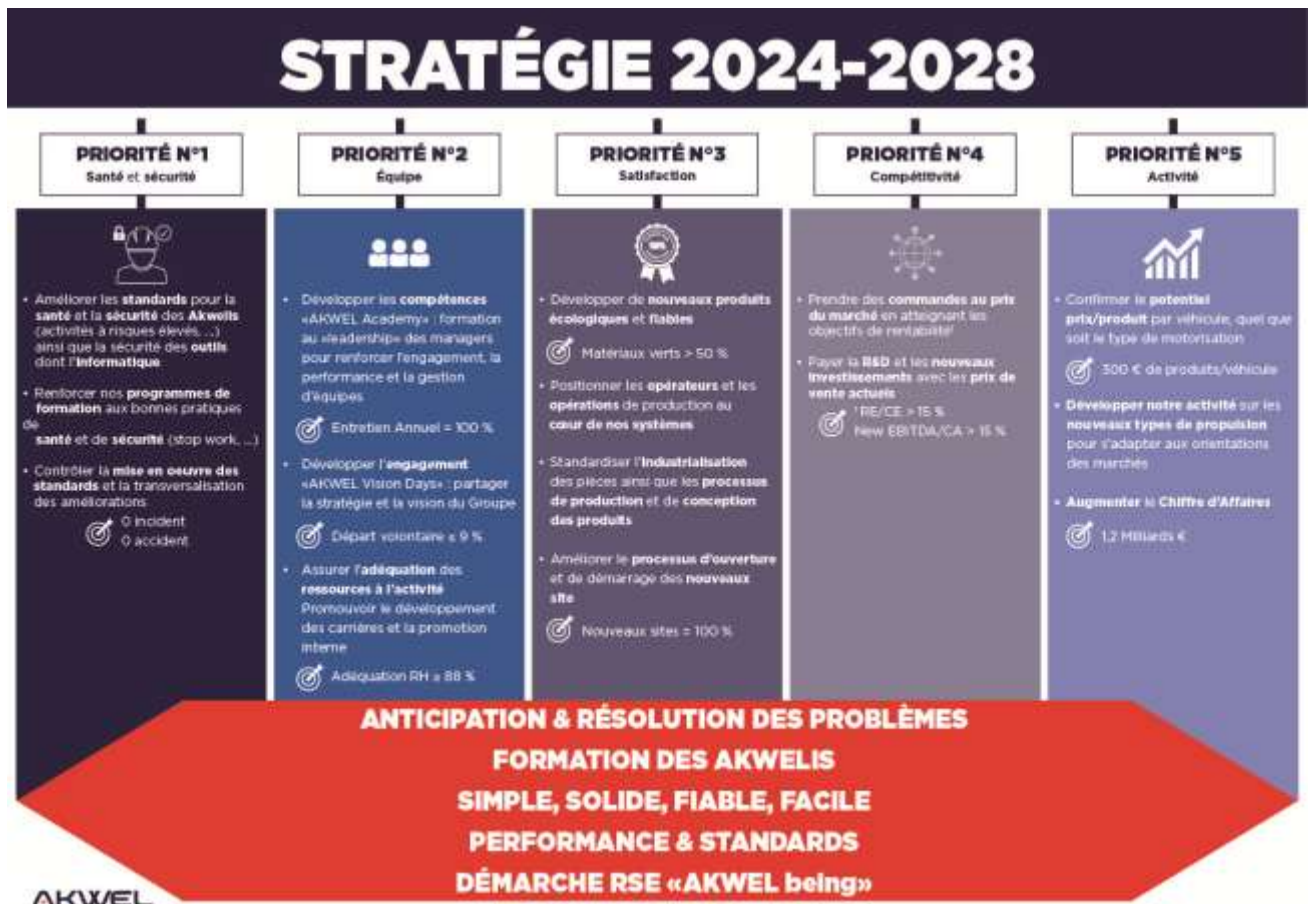 STRATÉGIE 2024-2028
PRIORITÉ N°1
Santé et sécurité
• Améliorer les standards pour la
santé et la sécurité des Akwelis
(activités à risques élevés, ...)
ainsi que la sécurité des outils
dont l'informatique
• Renforcer nos programmes de
formation aux bonnes pratiques
de
santé et de sécurité (stop work, ...)
• Contrôler la mise en oeuvre des
standards et la transversalisation
des améliorations
0 incident
0 accident
PRIORITÉ N°2
Équipe
• Développer les compétences
«AKWEL Academy» : formation
au «leadership» des managers
pour renforcer l'engagement, la
performance et la gestion
d'équipes
Entretien Annuel = 100 %
• Développer l'engagement
«AKWEL Vision Days» : partager
la stratégie et la vision du Groupe
Départ volontaire ≤ 9 %
• Assurer l'adéquation des
ressources à l'activité
Promouvoir le développement
des carrières et la promotion
interne
Adéquation RH ≥ 88 %
PRIORITÉ N°3
Satisfaction
• Développer de nouveaux produits
écologiques et fiables
Matériaux verts > 50 %
• Positionner les opérateurs et les
opérations de production au
cœur de nos systèmes
• Standardiser l'industrialisation
des pièces ainsi que les processus
de production et de conception
des produits
• Améliorer le processus d'ouverture
et de démarrage des nouveaux
site
Nouveaux sites = 100 %
PRIORITÉ N°4
Compétitivité
• Prendre des commandes au prix
du marché en atteignant les
objectifs de rentabilité¹
• Payer la R&D et les nouveaux
investissements avec les prix de
vente actuels
¹ RE/CE > 15 %
New EBITDA/CA > 15 %
PRIORITÉ N°5
Activité
• Confirmer le potentiel
prix/produit par véhicule, quel que
soit le type de motorisation
300 € de produits/véhicule
• Développer notre activité sur les
nouveaux types de propulsion
pour s'adapter aux orientations
des marchés
• Augmenter le Chiffre d'Affaires
1,2 Milliards €
ANTICIPATION & RÉSOLUTION DES PROBLÈMES
FORMATION DES AKWELIS
SIMPLE, SOLIDE, FIABLE, FACILE
PERFORMANCE & STANDARDS
DÉMARCHE RSE «AKWEL being»
AKWEL